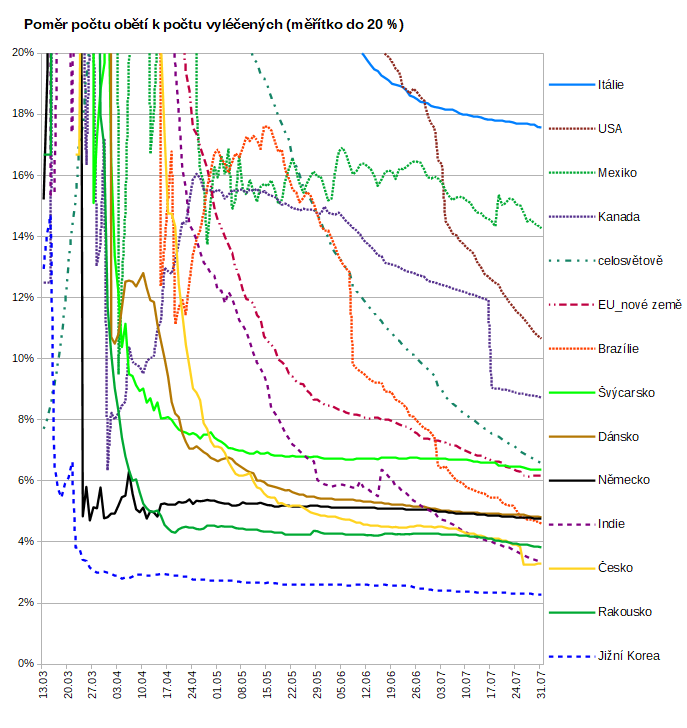 Poměr počtu obětí k počtu vyléčených (měřítko do 20 %)
20%
18%
16%
14%
12%
10%
8%
6%
4%
2%
0%
13.03
20.03
27.03
03.04
10.04
17.04
24.04
01.05
08.05
15.05
22.05
29.05
05.06
12.06
19.06
26.06
03.07
10.07
17.07
24.07
31.07
Itálie
USA
Mexiko
Kanada
celosvětově
EU_nové země
Brazílie
Švýcarsko
Dánsko
Německo
Indie
Česko
Rakousko
Jižní Korea